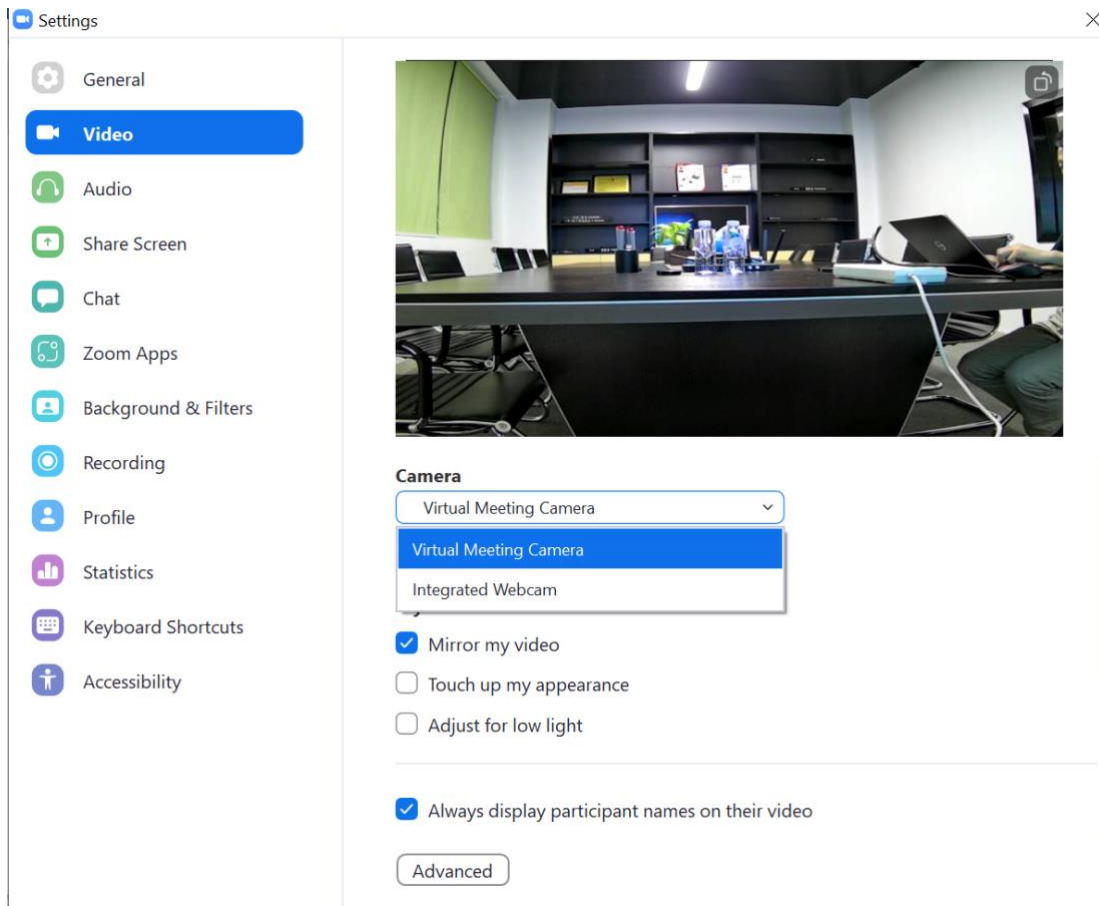 Settings
General
Video
Audio
Share Screen
Chat
Zoom Apps
Background & Filters
Recording
Profile
Statistics
Keyboard Shortcuts
Accessibility
Camera
Virtual Meeting Camera
Virtual Meeting Camera
Integrated Webcam
Mirror my video
Touch up my appearance
Adjust for low light
Always display participant names on their video
Advanced